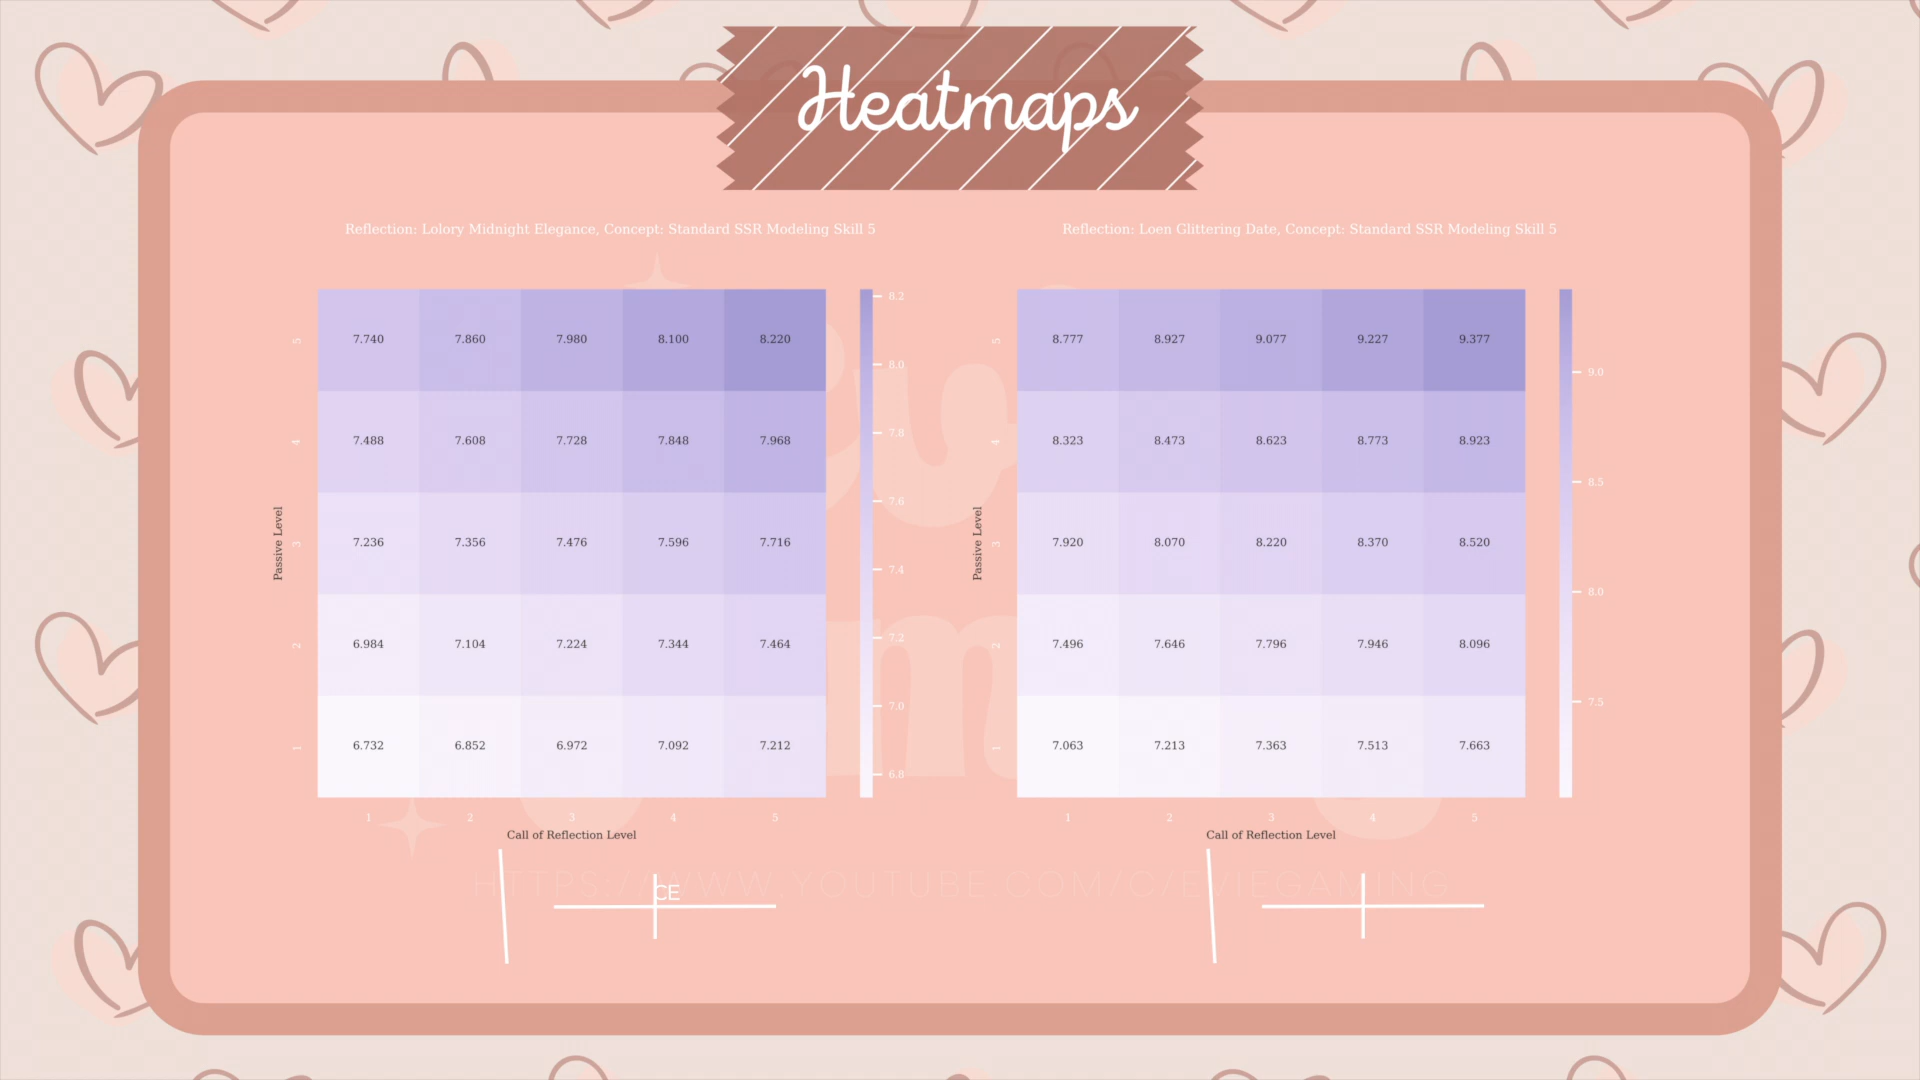 Heatmaps
Reflection: Lolory Midnight Elegance, Concept: Standard SSR Modeling Skill 5
5 7.740 7.860 7.980 8.100 8.220
4 7.488 7.608 7.728 7.848 7.968
3 7.236 7.356 7.476 7.596 7.716
2 6.984 7.104 7.224 7.344 7.464
1 6.732 6.852 6.972 7.092 7.212
1 2 3 4 5
Passive Level
Call of Reflection Level
8.2
8.0
7.8
7.6
7.4
7.2
7.0
6.8
Reflection: Loen Glittering Date, Concept: Standard SSR Modeling Skill 5
5 8.777 8.927 9.077 9.227 9.377
4 8.323 8.473 8.623 8.773 8.923
3 7.920 8.070 8.220 8.370 8.520
2 7.496 7.646 7.796 7.946 8.096
1 7.063 7.213 7.363 7.513 7.663
1 2 3 4 5
Passive Level
Call of Reflection Level
9.0
8.5
8.0
7.5
HTTPS://WWW.YOUTUBE.COM/C/EVIEGAMING
CE